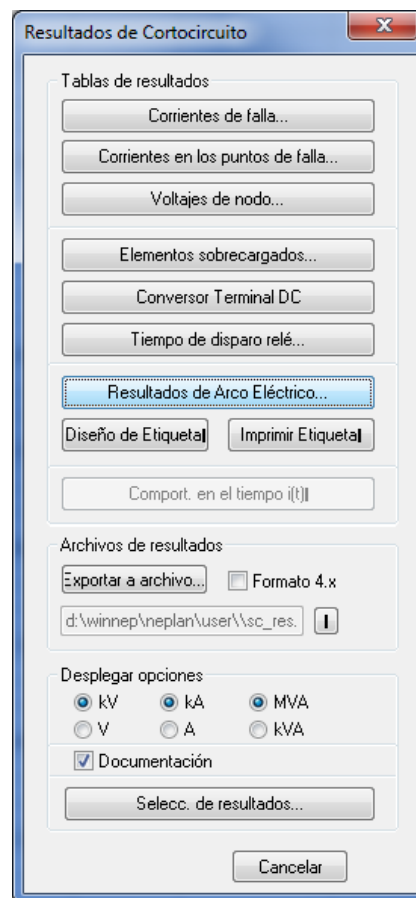 Resultados de Cortocircuito
Tablas de resultados
Corrientes de falla...
Corrientes en los puntos de falla...
Voltajes de nodo...
Elementos sobrecargados...
Conversor Terminal DC
Tiempo de disparo relé...
Resultados de Arco Eléctrico...
Diseño de Etiqueta Imprimir Etiqueta
Comport. en el tiempo i(t)
Archivos de resultados
Exportar a archivo... Formato 4.x
d:\winnep\neplan\user\\sc_res.
Desplegar opciones
kV kA MVA
V A kVA
Documentación
Selecc. de resultados...
Cancelar